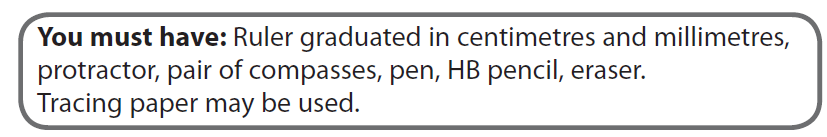 You must have: Ruler graduated in centimetres and millimetres,
protractor, pair of compasses, pen, HB pencil, eraser.
Tracing paper may be used.